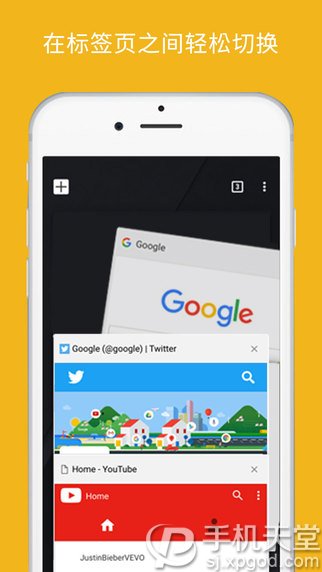 在标签页之间轻松切换
3
Google
Google
Google (@google) | Twitter
Home - YouTube
Home
JustinBieberVEVO
手机天堂
sj.xpgod.com